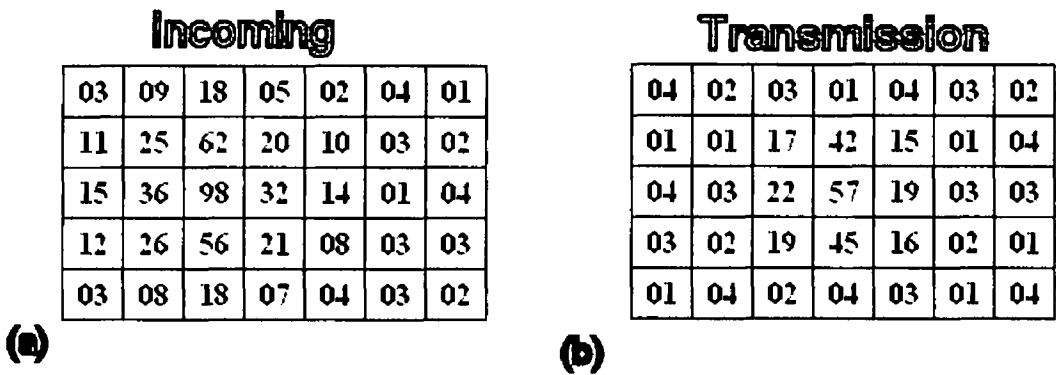 Incoming
03 09 18 05 02 04 01
11 25 62 20 10 03 02
15 36 98 32 14 01 04
12 26 56 21 08 03 03
03 08 18 07 04 03 02
(a)
Transmission
04 02 03 01 04 03 02
01 01 17 42 15 01 04
04 03 22 57 19 03 03
03 02 19 45 16 02 01
01 04 02 04 03 01 04
(b)